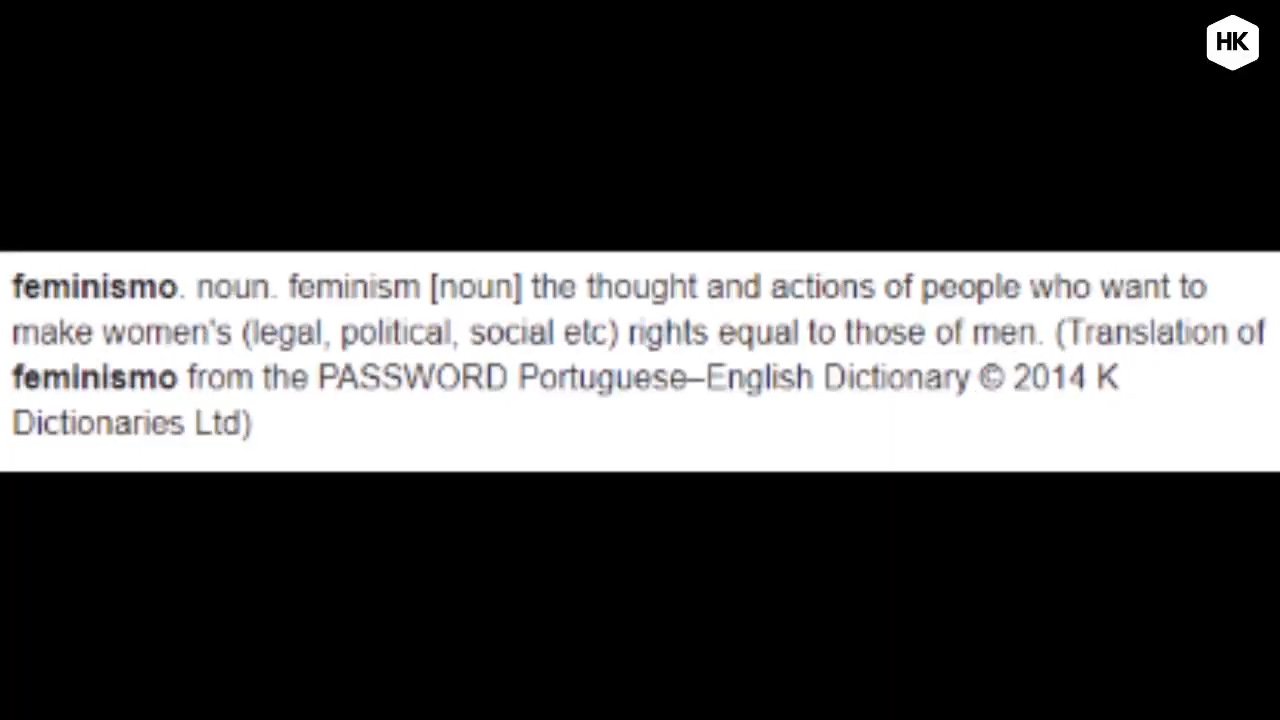 HK
feminismo. noun. feminism [noun] the thought and actions of people who want to
make women's (legal, political, social etc) rights equal to those of men. (Translation of
feminismo from the PASSWORD Portuguese–English Dictionary © 2014 K
Dictionaries Ltd)